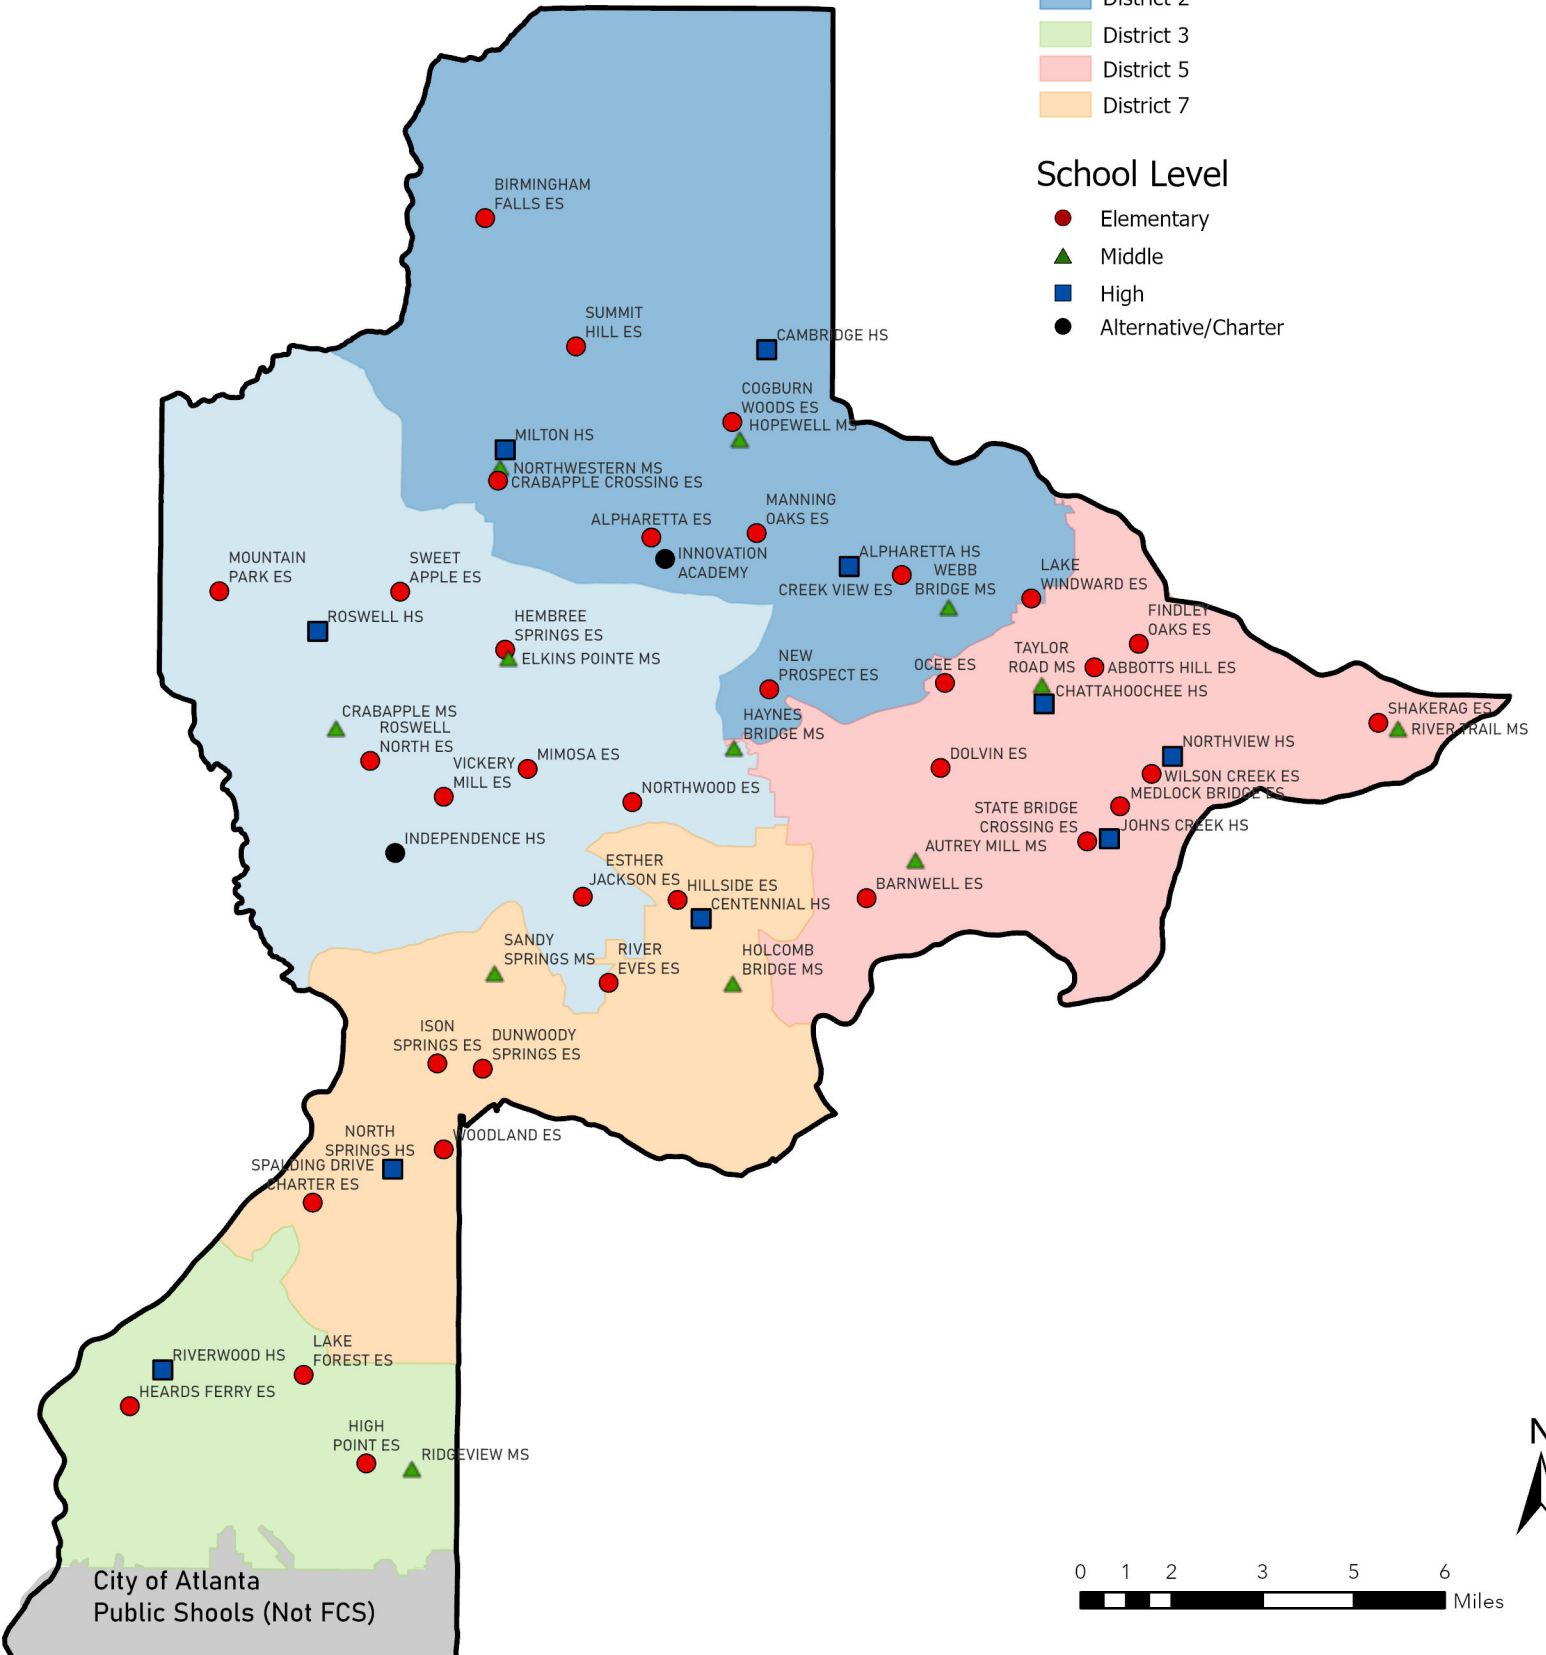 District 2
District 3
District 5
District 7
School Level
Elementary
Middle
High
Alternative/Charter
BIRMINGHAM
FALLS ES
SUMMIT
HILL ES
CAMBRIDGE HS
COGBURN
WOODS ES
HOPEWELL MS
MILTON HS
NORTHWESTERN MS
CRABAPPLE CROSSING ES
MANNING
OAKS ES
ALPHARETTA ES
INNOVATION
ACADEMY
ALPHARETTA HS
WEBB
BRIDGE MS
CREEK VIEW ES
LAKE
WINDWARD ES
MOUNTAIN
PARK ES
SWEET
APPLE ES
ROSWELL HS
HEMBREE
SPRINGS ES
ELKINS POINTE MS
FINDLEY
OAKS ES
TAYLOR
ROAD MS
ABBOTTS HILL ES
CHATTAHOOCHEE HS
NEW
PROSPECT ES
OCEE ES
HAYNES
BRIDGE MS
CRABAPPLE MS
ROSWELL
NORTH ES
SHAKERAG ES
RIVER TRAIL MS
NORTHVIEW HS
WILSON CREEK ES
MEDLOCK BRIDGE ES
DOLVIN ES
VICKERY
MILL ES
MIMOSA ES
NORTHWOOD ES
STATE BRIDGE
CROSSING ES
JOHNS CREEK HS
AUTREY MILL MS
INDEPENDENCE HS
ESTHER
JACKSON ES
HILLSIDE ES
CENTENNIAL HS
BARNWELL ES
SANDY
SPRINGS MS
RIVER
EVES ES
HOLCOMB
BRIDGE MS
ISON
SPRINGS ES
DUNWOODY
SPRINGS ES
NORTH
SPRINGS HS
WOODLAND ES
SPALDING DRIVE
CHARTER ES
LAKE
FOREST ES
RIVERWOOD HS
HEARDS FERRY ES
HIGH
POINT ES
RIDGEVIEW MS
N
City of Atlanta
Public Shools (Not FCS)
0 1 2 3 5 6
Miles